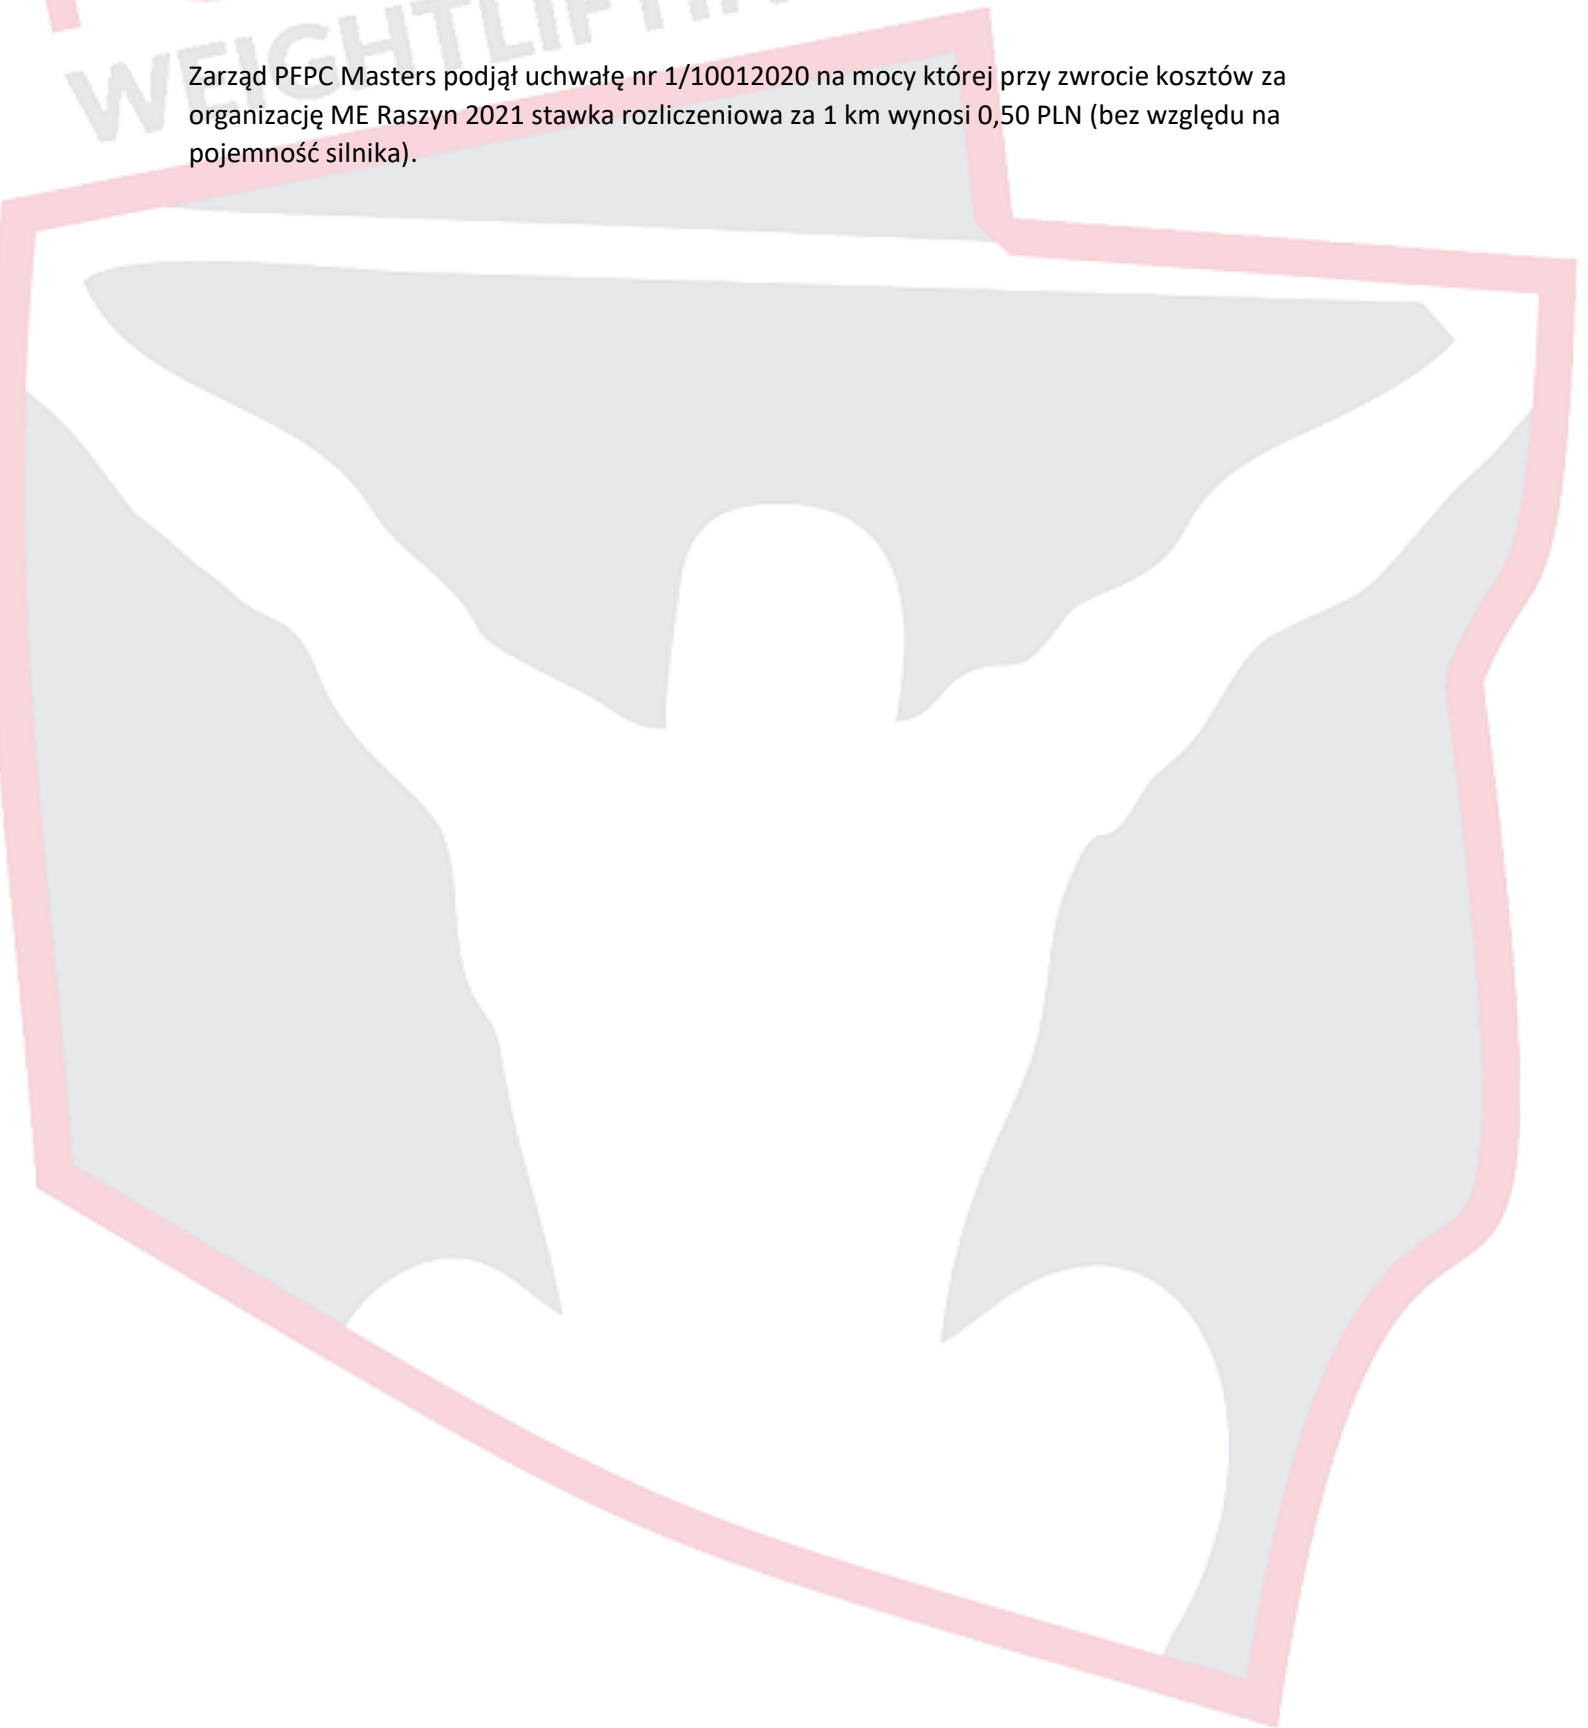 WEIGHTLIFTIN
Zarząd PFPC Masters podjął uchwałę nr 1/10012020 na mocy której przy zwrocie kosztów za
organizację ME Raszyn 2021 stawka rozliczeniowa za 1 km wynosi 0,50 PLN (bez względu na
pojemność silnika).